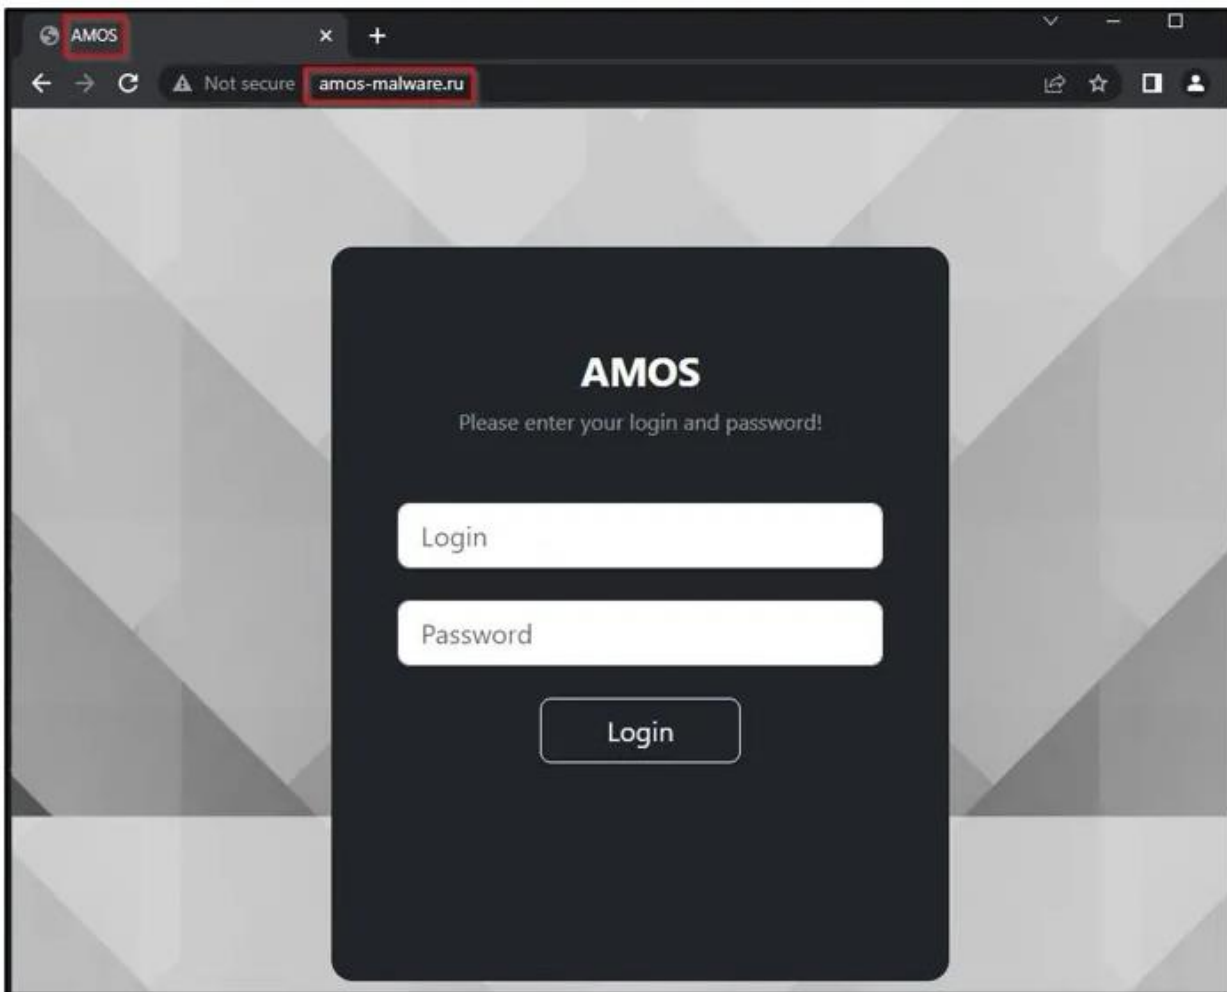 AMOS
Not secure amos-malware.ru
AMOS
Please enter your login and password!
Login
Password
Login